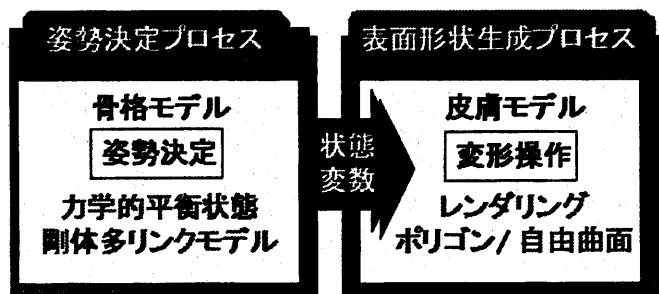 姿勢決定プロセス
骨格モデル
姿勢決定
力学的平衡状態
剛体多リンクモデル
状態
変数
表面形状生成プロセス
皮膚モデル
変形操作
レンダリング
ポリゴン/自由曲面